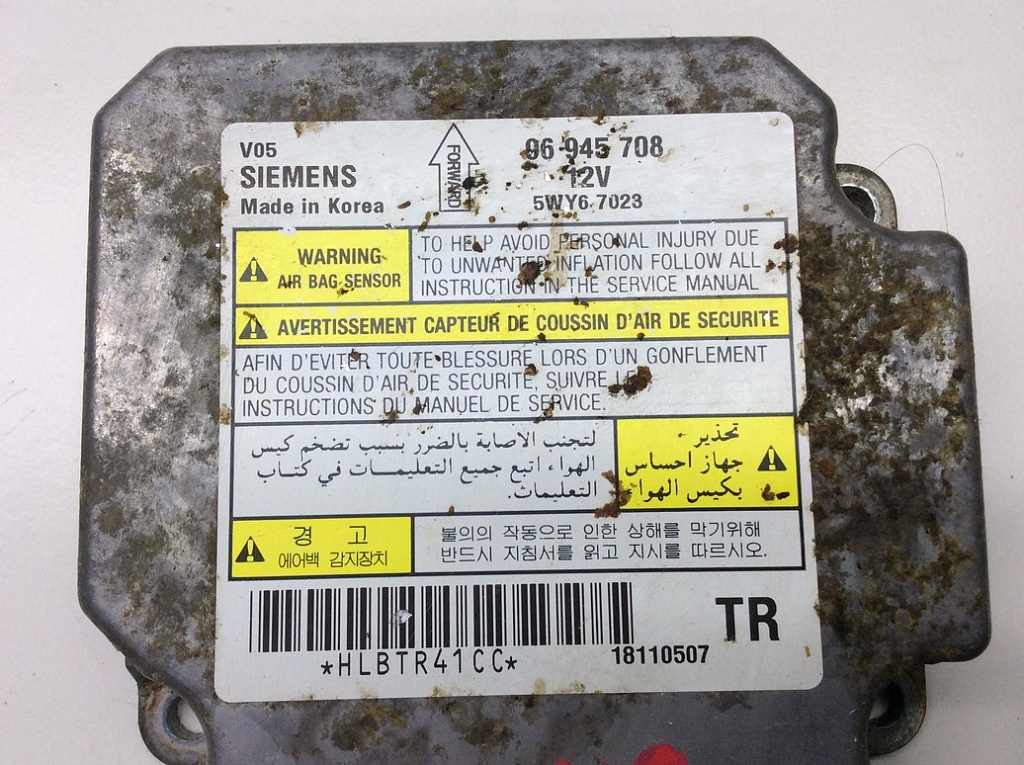 V05
SIEMENS
Made in Korea
FORWARD
96 945 708
12V
5WY6 7023
WARNING
AIR BAG SENSOR
TO HELP AVOID PERSONAL INJURY DUE
TO UNWANTED INFLATION FOLLOW ALL
INSTRUCTION IN THE SERVICE MANUAL
AVERTISSEMENT CAPTEUR DE COUSSIN D'AIR DE SECURITE
AFIN D'EVITER TOUTE BLESSURE LORS D'UN GONFLEMENT
DU COUSSIN D'AIR DE SECURITE, SUIVRE LES
INSTRUCTIONS DU MANUEL DE SERVICE.
تحذير
جهاز احساس
بكيس الهواء
لتجنب الاصابة بالضرر بسبب تضخم كيس
الهواء اتبع جميع التعليمات في كتاب
التعليمات.
경 고
에어백 감지장치
불의의 작동으로 인한 상해를 막기위해
반드시 지침서를 읽고 지시를 따르시오.
*HLBTR41CC*
TR
18110507